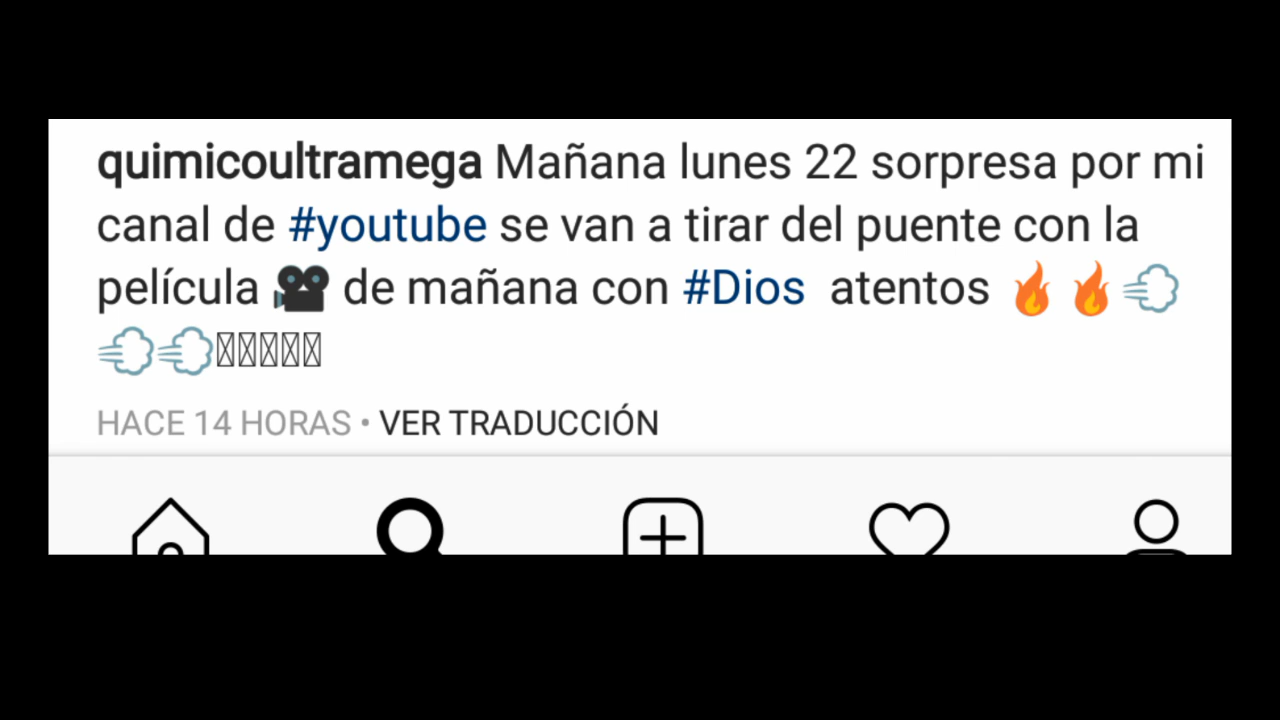 quimicoultramega Mañana lunes 22 sorpresa por mi
canal de #youtube se van a tirar del puente con la
película 🎥 de mañana con #Dios atentos 🔥🔥💨
💨💨
HACE 14 HORAS • VER TRADUCCIÓN